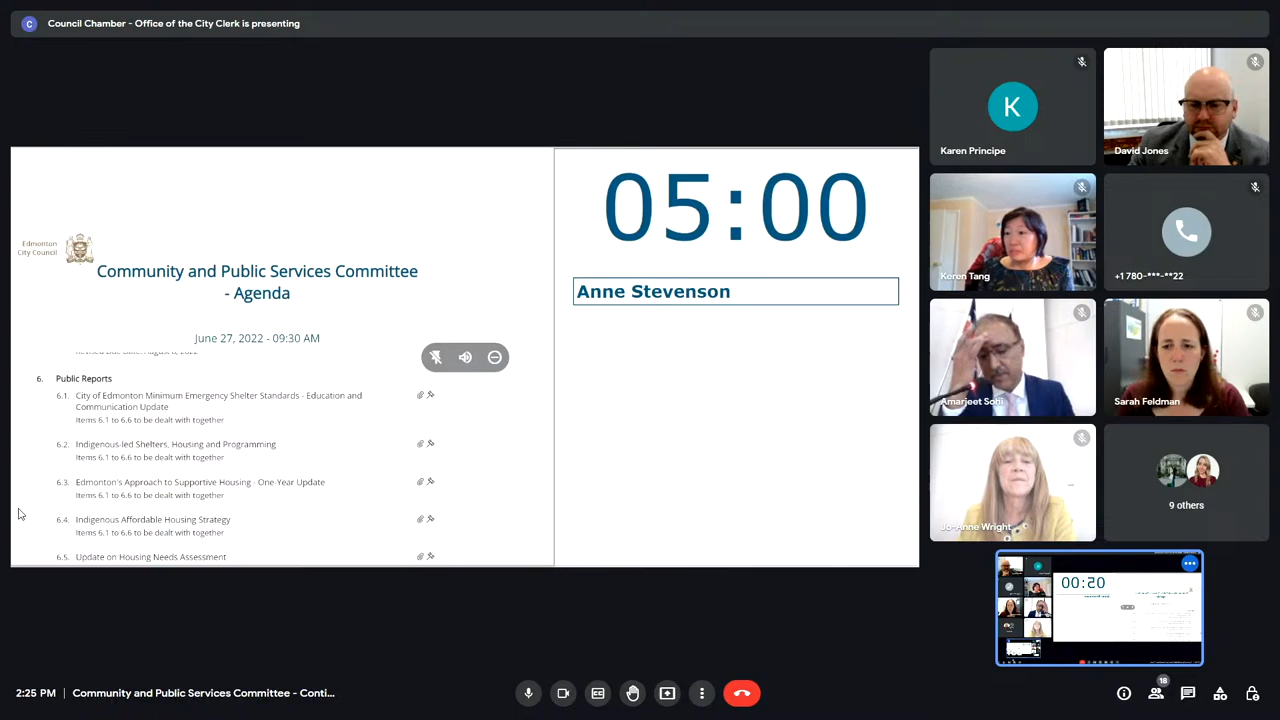 C Council Chamber - Office of the City Clerk is presenting
Edmonton
City Council
Community and Public Services Committee
- Agenda
June 27, 2022 - 09:30 AM
6. Public Reports
6.1. City of Edmonton Minimum Emergency Shelter Standards - Education and
Communication Update
Items 6.1 to 6.6 to be dealt with together
6.2. Indigenous-led Shelters, Housing and Programming
Items 6.1 to 6.6 to be dealt with together
6.3. Edmonton's Approach to Supportive Housing - One-Year Update
Items 6.1 to 6.6 to be dealt with together
6.4. Indigenous Affordable Housing Strategy
Items 6.1 to 6.6 to be dealt with together
6.5. Update on Housing Needs Assessment
05:00
Anne Stevenson
K
Karen Principe
David Jones
Keren Tang
+1 780-***-**22
Amarjeet Sohi
Sarah Feldman
Jo-Anne Wright
9 others
2:25 PM | Community and Public Services Committee - Conti...
18